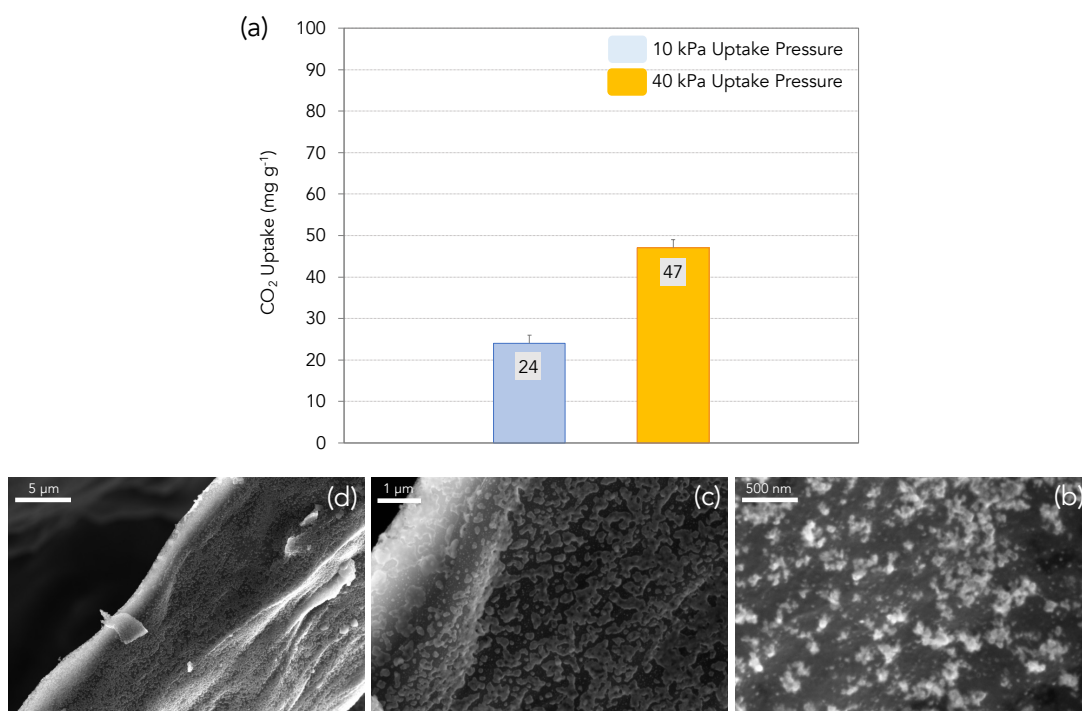 (a)
100
90
80
70
60
50
40
30
20
10
0
CO₂ Uptake (mg g⁻¹)
10 kPa Uptake Pressure
40 kPa Uptake Pressure
24
47
5 μm
(d)
1 μm
(c)
500 nm
(b)